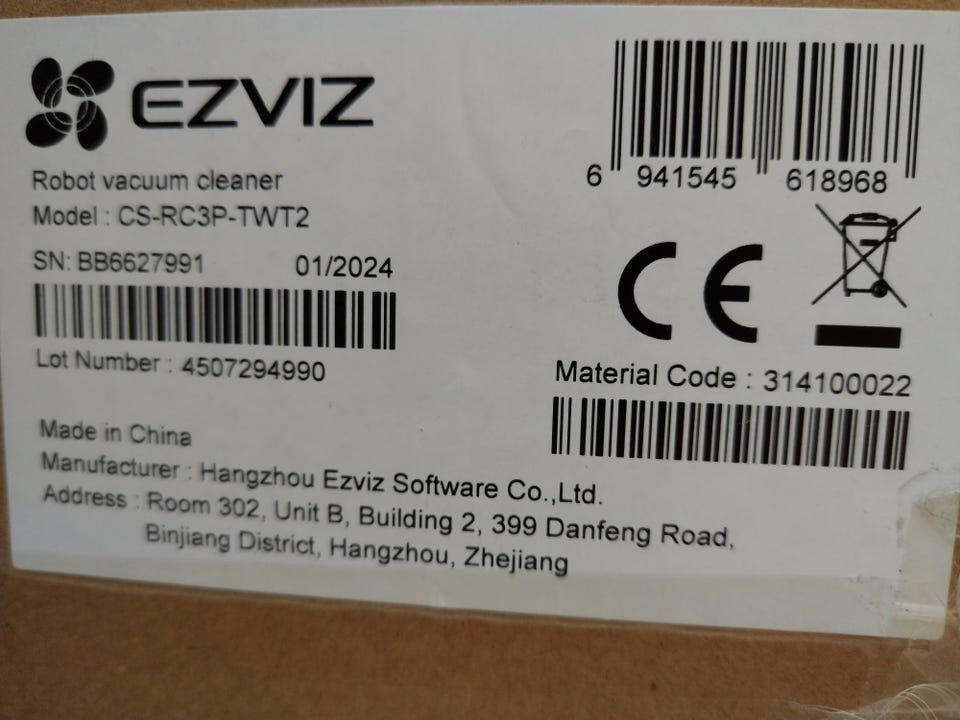 EZVIZ
Robot vacuum cleaner
Model : CS-RC3P-TWT2
SN: BB6627991 01/2024
Lot Number : 4507294990
6 941545 618968
CE
Material Code : 314100022
Made in China
Manufacturer : Hangzhou Ezviz Software Co.,Ltd.
Address : Room 302, Unit B, Building 2, 399 Danfeng Road,
Binjiang District, Hangzhou, Zhejiang